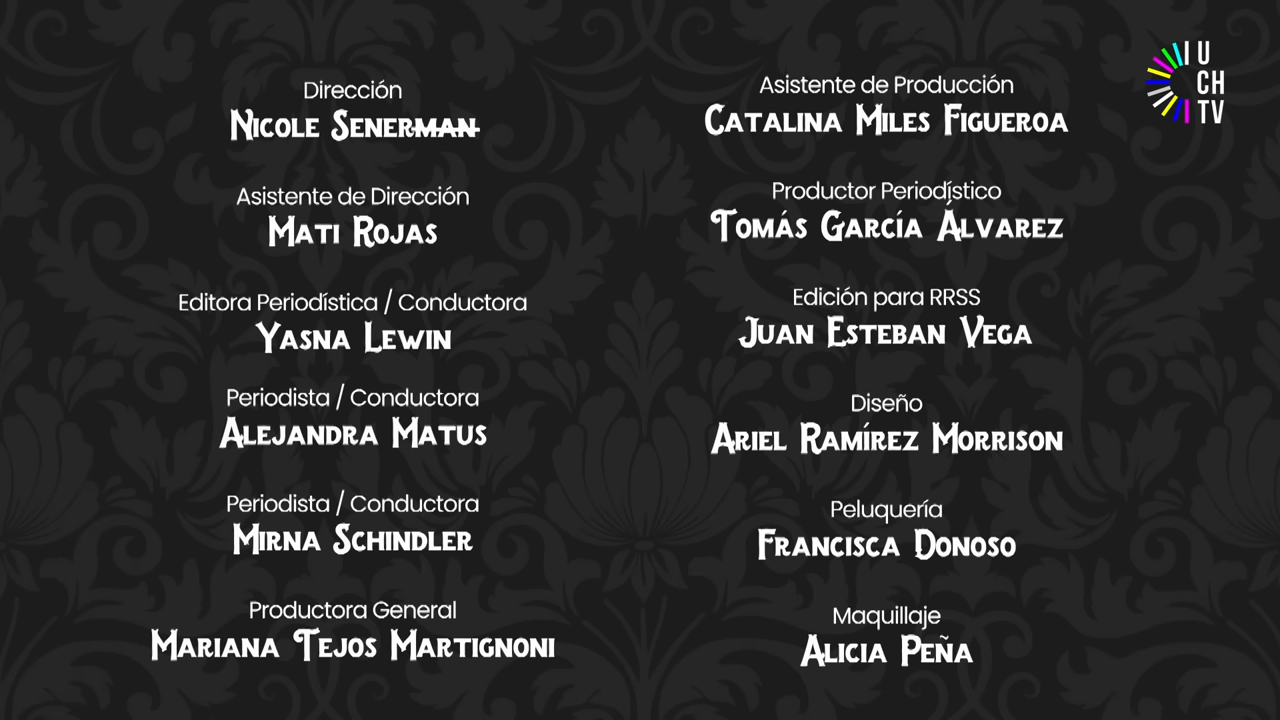 Dirección
Nicole Senerman
Asistente de Dirección
Mati Rojas
Editora Periodística / Conductora
Yasna Lewin
Periodista / Conductora
Alejandra Matus
Periodista / Conductora
Mirna Schindler
Productora General
Mariana Tejos Martignoni
Asistente de Producción
Catalina Miles Figueroa
Productor Periodístico
Tomás García Álvarez
Edición para RRSS
Juan Esteban Vega
Diseño
Ariel Ramírez Morrison
Peluquería
Francisca Donoso
Maquillaje
Alicia Peña
U
CH
TV